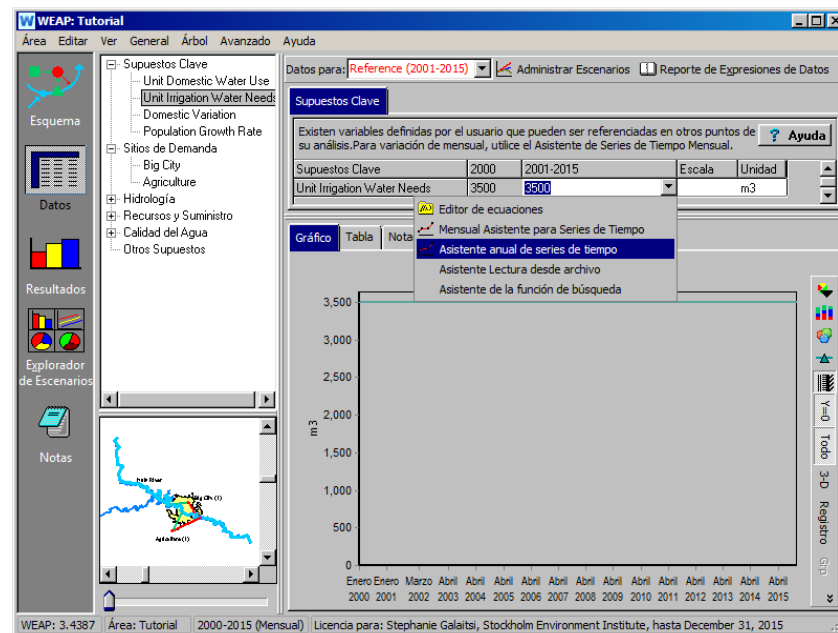 WEAP: Tutorial
Área Editar Ver General Árbol Avanzado Ayuda
Esquema
Datos
Resultados
Explorador
de Escenarios
Notas
Supuestos Clave
Unit Domestic Water Use
Unit Irrigation Water Needs
Domestic Variation
Population Growth Rate
Sitios de Demanda
Big City
Agriculture
Hidrología
Recursos y Suministro
Calidad del Agua
Otros Supuestos
Big City (1)
Agriculture (1)
Datos para: Reference (2001-2015) Administrar Escenarios Reporte de Expresiones de Datos
Supuestos Clave
Existen variables definidas por el usuario que pueden ser referenciadas en otros puntos de
su análisis.Para variación de mensual, utilice el Asistente de Series de Tiempo Mensual.
? Ayuda
Supuestos Clave 2000 2001-2015 Escala Unidad
Unit Irrigation Water Needs 3500 3500 m3
Editor de ecuaciones
Mensual Asistente para Series de Tiempo
Asistente anual de series de tiempo
Asistente Lectura desde archivo
Asistente de la función de búsqueda
Gráfico Tabla Nota
3,500
3,000
2,000
1,500
1,000
500
0
m3
Enero Enero Marzo Abril Abril Abril Abril Abril Abril Abril Abril Abril Abril Abril Abril Abril
2000 2001 2002 2003 2004 2005 2006 2007 2008 2009 2010 2011 2012 2013 2014 2015
Y=0
Todo
3-D
Registro
Grp
WEAP: 3.4387 Área: Tutorial 2000-2015 (Mensual) Licencia para: Stephanie Galaitsi, Stockholm Environment Institute, hasta December 31, 2015